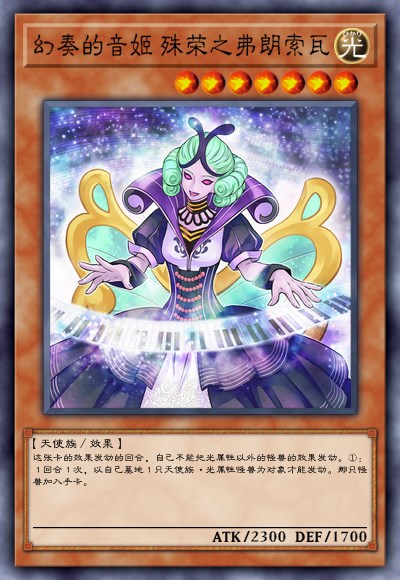 幻奏的音姬 殊荣之弗朗索瓦
光
【天使族／效果】
这张卡的效果发动的回合，自己不能把光属性以外的怪兽的效果发动。①：
１回合１次，以自己墓地１只天使族·光属性怪兽为对象才能发动。那只怪
兽加入手卡。
ATK/2300 DEF/1700